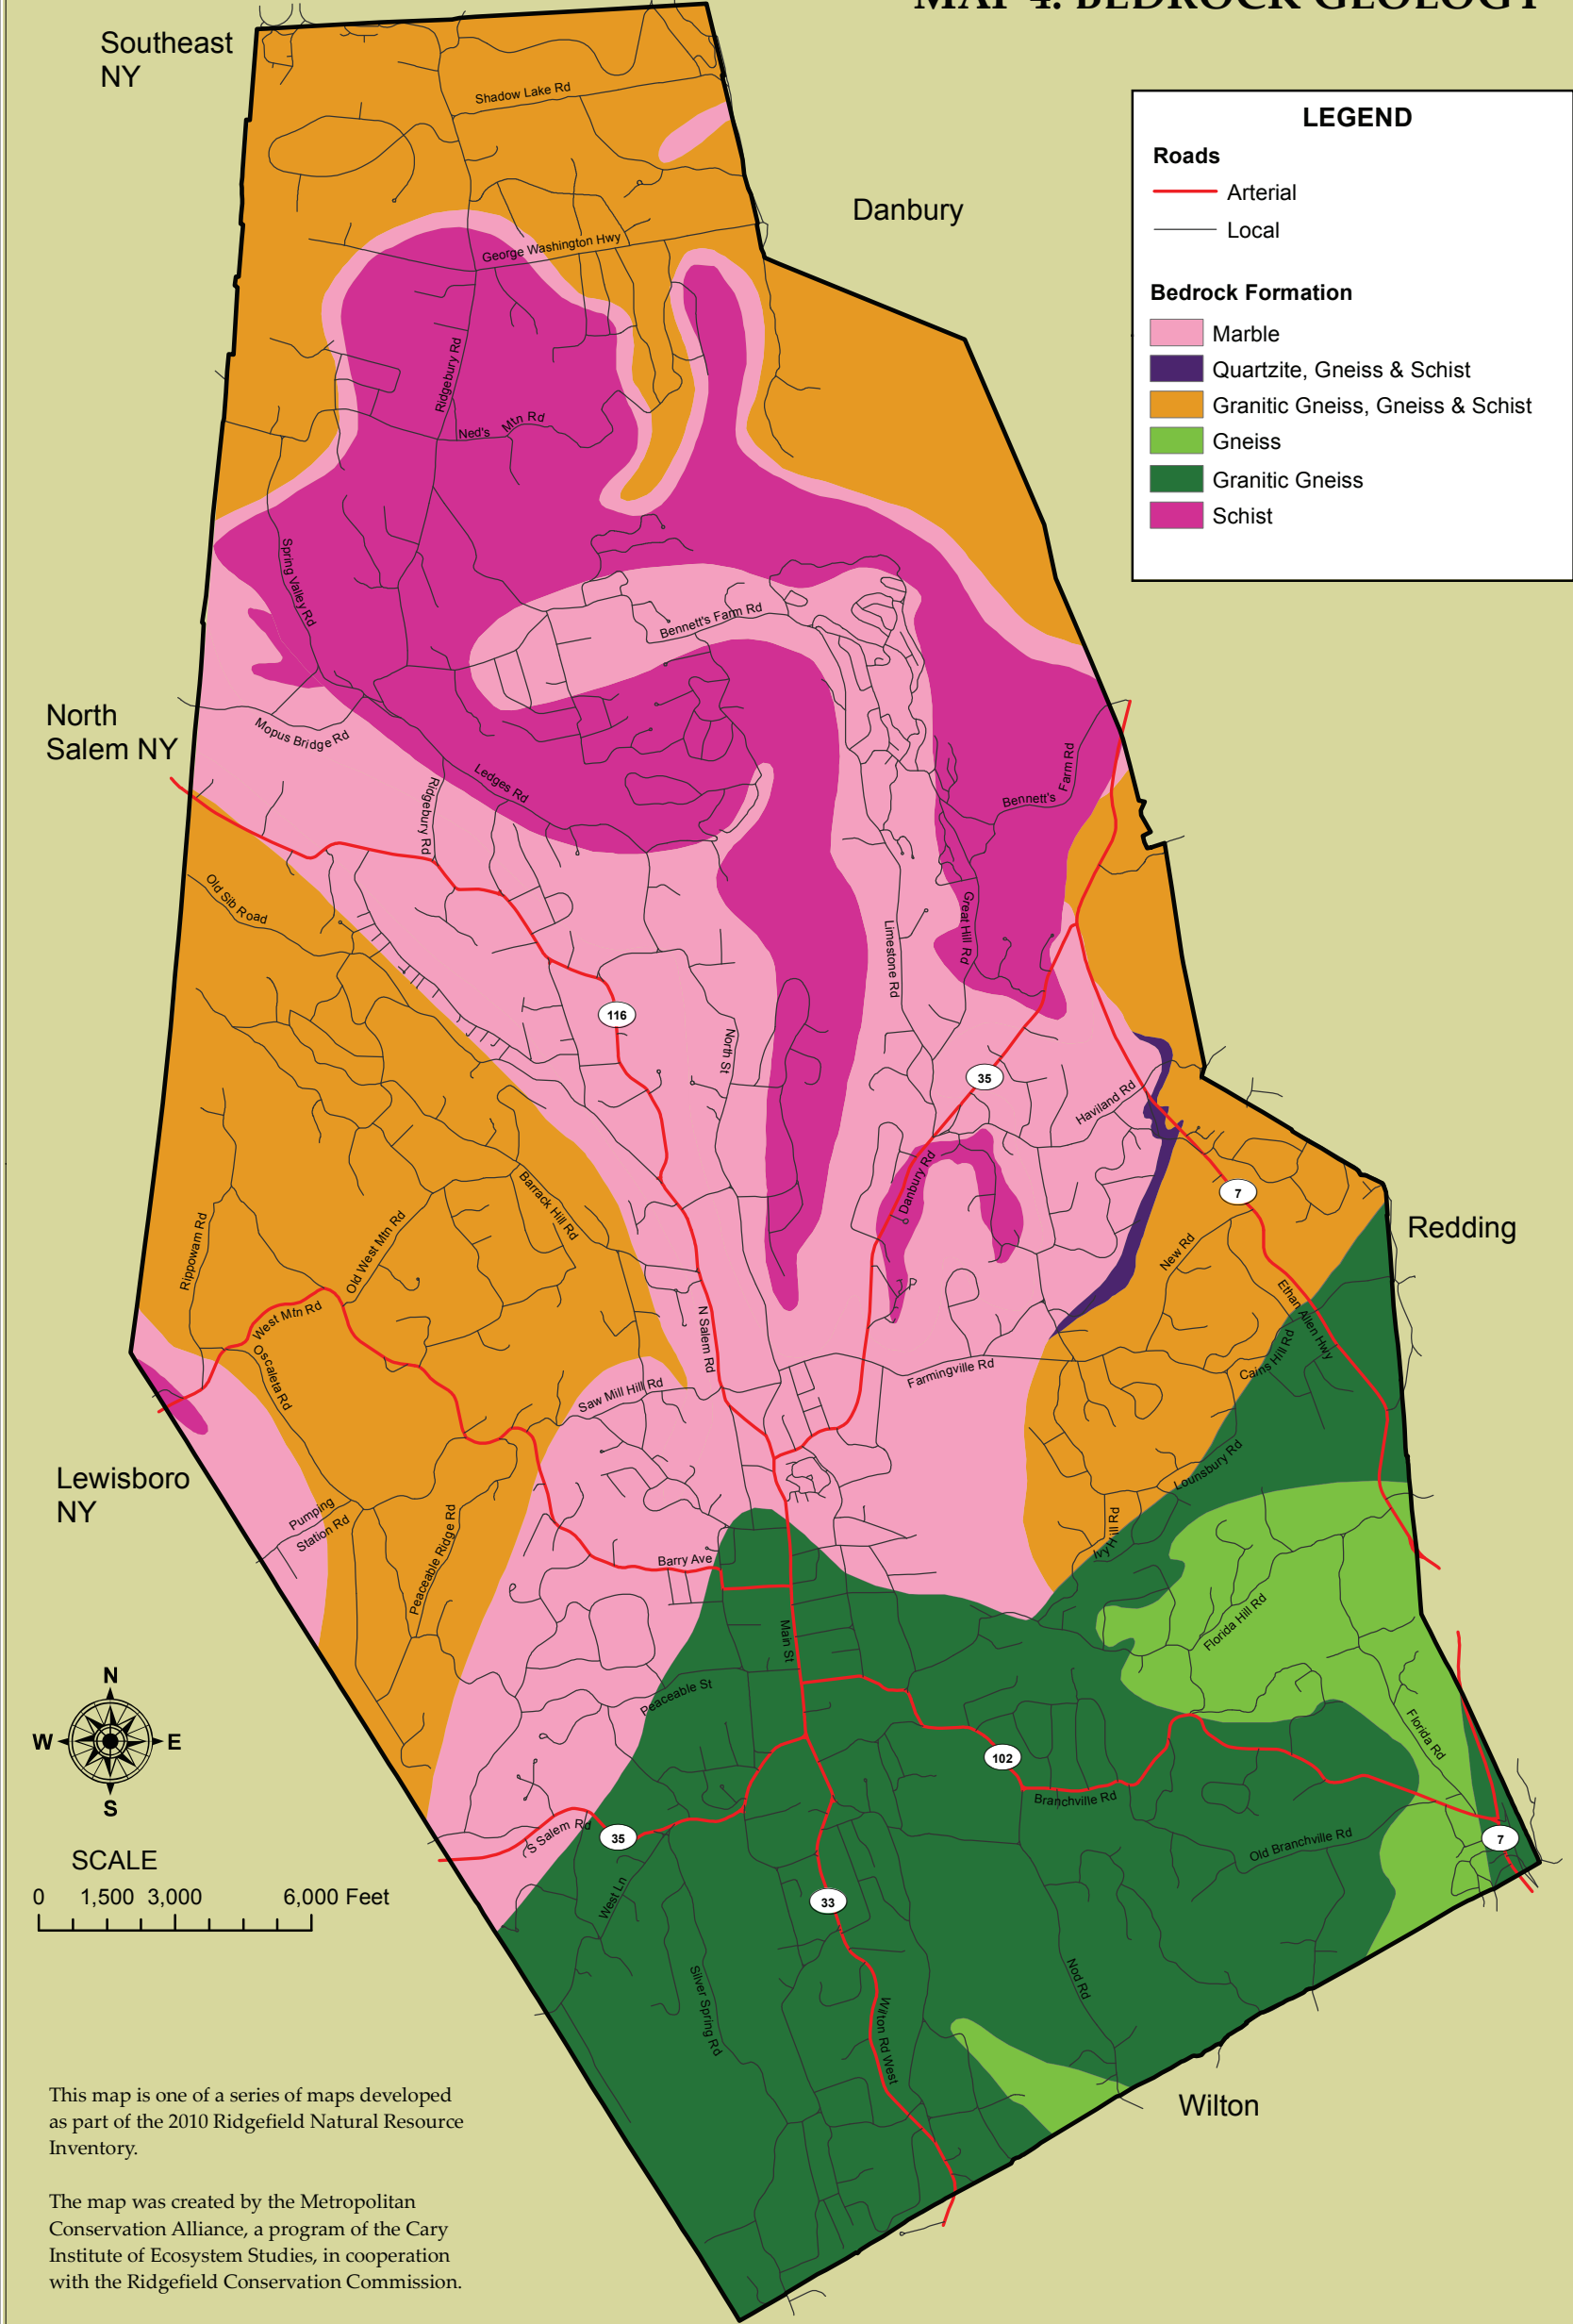 MAP 4: BEDROCK GEOLOGY
Southeast
NY
Shadow Lake Rd
LEGEND
Roads
Arterial
Local
Bedrock Formation
Marble
Quartzite, Gneiss & Schist
Granitic Gneiss, Gneiss & Schist
Gneiss
Granitic Gneiss
Schist
Danbury
George Washington Hwy
Ridgebury Rd
Ned's Mtn Rd
Spring Valley Rd
Bennett's Farm Rd
North
Salem NY
Mopus Bridge Rd
Ledges Rd
Ridgebury Rd
Bennett's Farm Rd
Old Sib Road
Great Hill Rd
Limestone Rd
116
North St
35
Haviland Rd
Barrack Hill Rd
Danbury Rd
7
Redding
Rippowam Rd
Old West Mtn Rd
New Rd
West Mtn Rd
Ethan Allen Hwy
N Salem Rd
Oscaleta Rd
Cains Hill Rd
Farmingville Rd
Saw Mill Hill Rd
Lewisboro
NY
Lounsbury Rd
Pumping
Station Rd
Peaceable Ridge Rd
Ivy Hill Rd
Barry Ave
Florida Hill Rd
Main St
N
W
E
S
Peaceable St
Florida Rd
102
Branchville Rd
S Salem Rd
35
Old Branchville Rd
7
SCALE
0 1,500 3,000 6,000 Feet
West Ln
33
Silver Spring Rd
Nod Rd
Wilton Rd West
Wilton
This map is one of a series of maps developed
as part of the 2010 Ridgefield Natural Resource
Inventory.
The map was created by the Metropolitan
Conservation Alliance, a program of the Cary
Institute of Ecosystem Studies, in cooperation
with the Ridgefield Conservation Commission.